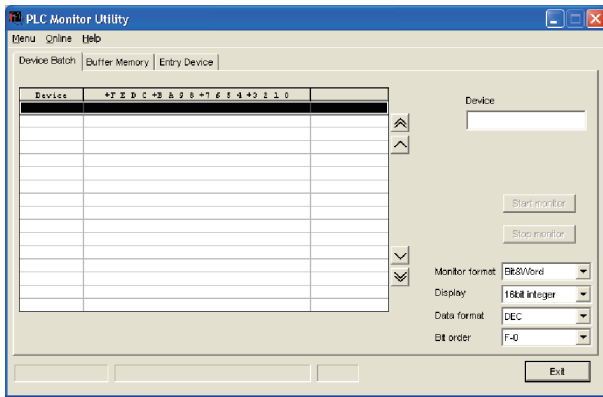 PLC Monitor Utility
Menu Online Help
Device Batch Buffer Memory Entry Device
Device +F E D C +B A 9 8 +7 6 5 4 +3 2 1 0
Device
Start monitor
Stop monitor
Monitor format Bit&Word
Display 16bit integer
Data format DEC
Bit order F-0
Exit